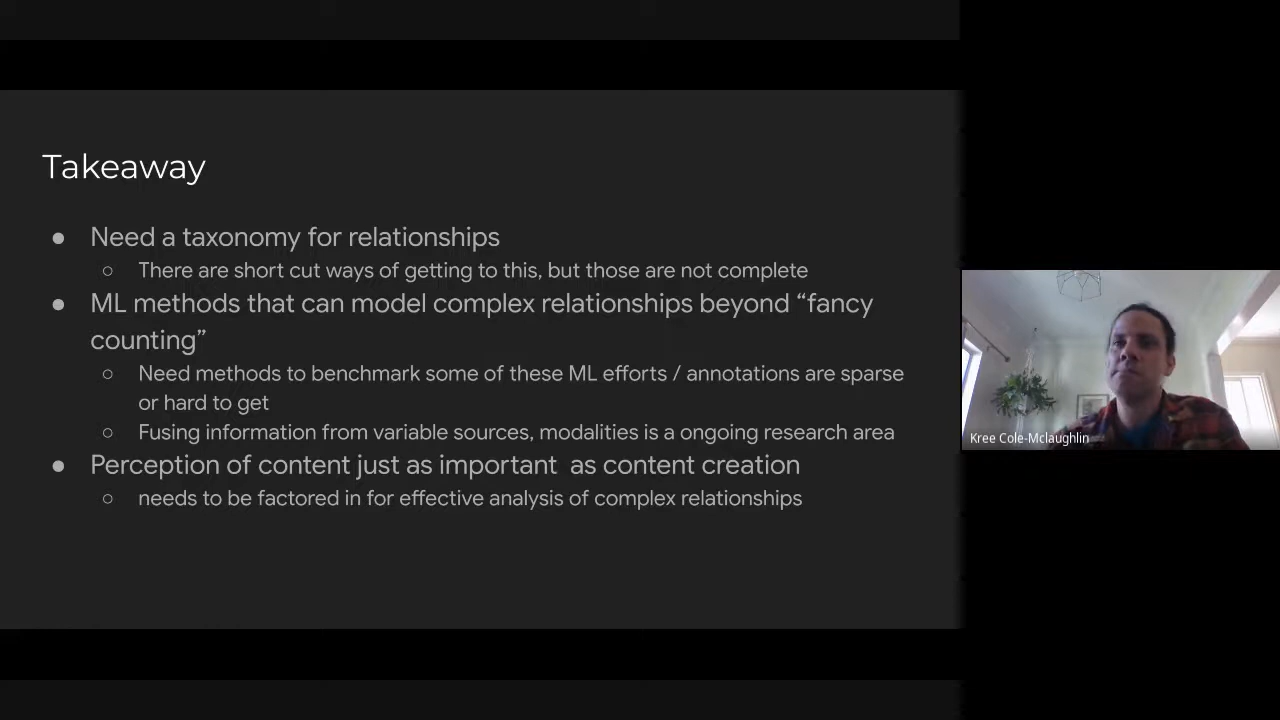 Takeaway
● Need a taxonomy for relationships
○ There are short cut ways of getting to this, but those are not complete
● ML methods that can model complex relationships beyond “fancy
counting”
○ Need methods to benchmark some of these ML efforts / annotations are sparse
or hard to get
○ Fusing information from variable sources, modalities is a ongoing research area
● Perception of content just as important  as content creation
○ needs to be factored in for effective analysis of complex relationships
Kree Cole-Mclaughlin